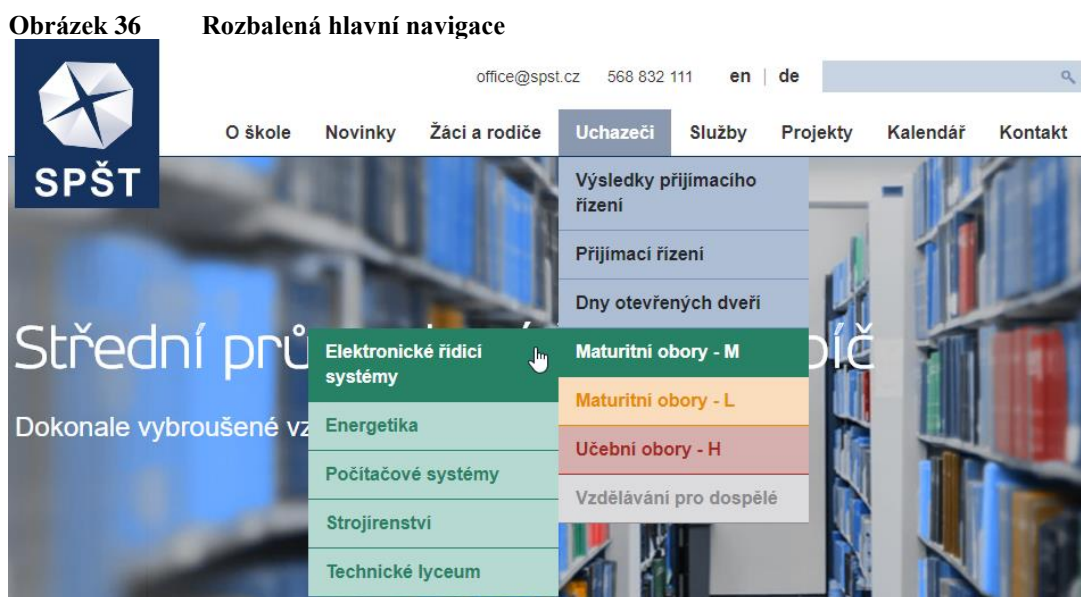 Obrázek 36 Rozbalená hlavní navigace
office@spst.cz 568 832 111 en | de
O škole Novinky Žáci a rodiče Uchazeči Služby Projekty Kalendář Kontakt
SPŠT
Výsledky přijímacího
řízení
Přijímací řízení
Dny otevřených dveří
Střední
Maturitní obory - M
Maturitní obory - L
Učební obory - H
Vzdělávání pro dospělé
Elektronické řídicí
systémy
Energetika
Počítačové systémy
Strojírenství
Technické lyceum
Dokonale vybroušené